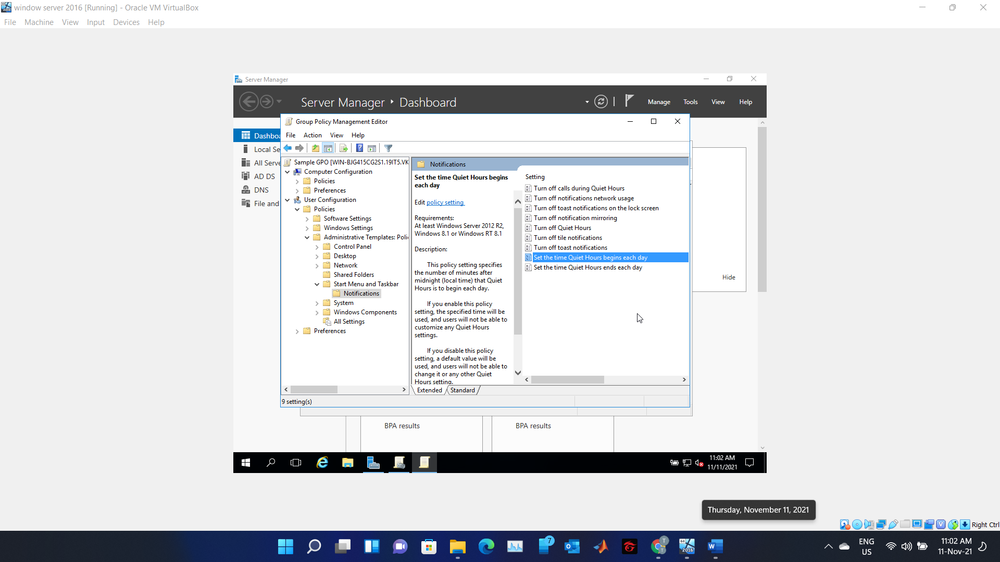 window server 2016 [Running] - Oracle VM VirtualBox
File Machine View Input Devices Help
Server Manager
Server Manager Dashboard
Manage Tools View Help
Dashboa
Local Se
All Serve
AD DS
DNS
File and
Group Policy Management Editor
File Action View Help
Sample GPO [WIN-BJG415CG2S1.19IT5.VK
Computer Configuration
Policies
Preferences
User Configuration
Policies
Software Settings
Windows Settings
Administrative Templates: Poli
Control Panel
Desktop
Network
Shared Folders
Start Menu and Taskbar
Notifications
System
Windows Components
All Settings
Preferences
Notifications
Set the time Quiet Hours begins
each day
Edit policy setting
Requirements:
At least Windows Server 2012 R2,
Windows 8.1 or Windows RT 8.1
Description:
This policy setting specifies
the number of minutes after
midnight (local time) that Quiet
Hours is to begin each day.
If you enable this policy
setting, the specified time will be
used, and users will not be able to
customize any Quiet Hours
settings.
If you disable this policy
setting, a default value will be
used, and users will not be able to
change it or any other Quiet
Hours setting.
Setting
Turn off calls during Quiet Hours
Turn off notifications network usage
Turn off toast notifications on the lock screen
Turn off notification mirroring
Turn off Quiet Hours
Turn off tile notifications
Turn off toast notifications
Set the time Quiet Hours begins each day
Set the time Quiet Hours ends each day
Extended Standard
9 setting(s)
Hide
BPA results
BPA results
11:02 AM
11/11/2021
Thursday, November 11, 2021
Right Ctrl
7
64
2016
T
T
ENG
US
11:02 AM
11-Nov-21